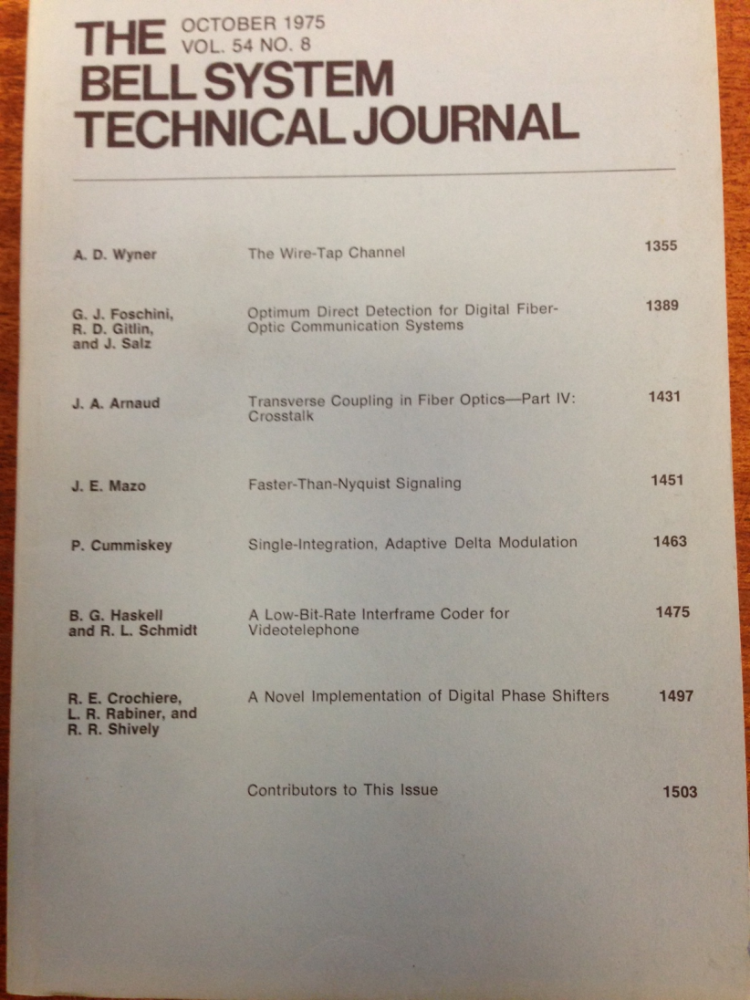 THE OCTOBER 1975
VOL. 54 NO. 8
BELL SYSTEM
TECHNICAL JOURNAL
A. D. Wyner The Wire-Tap Channel 1355
G. J. Foschini, Optimum Direct Detection for Digital Fiber- 1389
R. D. Gitlin, Optic Communication Systems
and J. Salz
J. A. Arnaud Transverse Coupling in Fiber Optics—Part IV: 1431
Crosstalk
J. E. Mazo Faster-Than-Nyquist Signaling 1451
P. Cummiskey Single-Integration, Adaptive Delta Modulation 1463
B. G. Haskell A Low-Bit-Rate Interframe Coder for 1475
and R. L. Schmidt Videotelephone
R. E. Crochiere, A Novel Implementation of Digital Phase Shifters 1497
L. R. Rabiner, and
R. R. Shively
Contributors to This Issue 1503